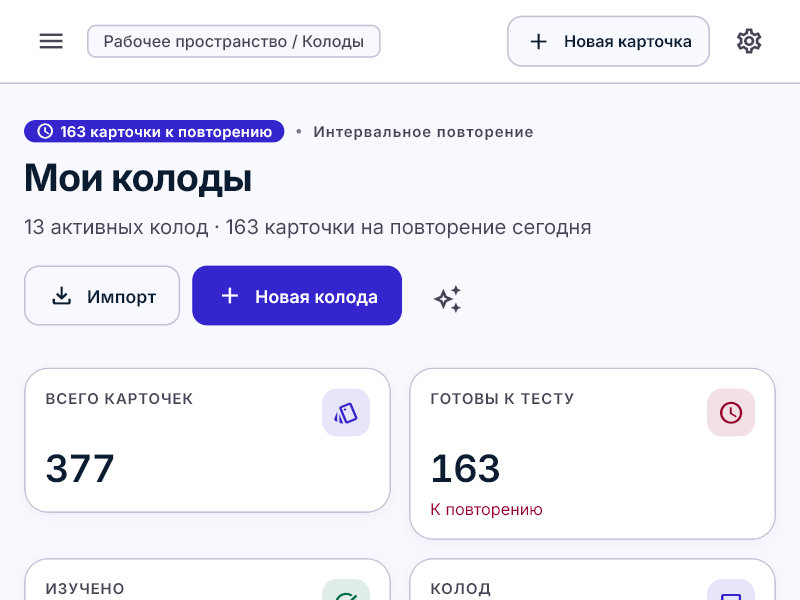 Рабочее пространство / Колоды
Новая карточка
163 карточки к повторению • Интервальное повторение
Мои колоды
13 активных колод · 163 карточки на повторение сегодня
Импорт
Новая колода
ВСЕГО КАРТОЧЕК
377
ГОТОВЫ К ТЕСТУ
163
К повторению
ИЗУЧЕНО
КОЛОД